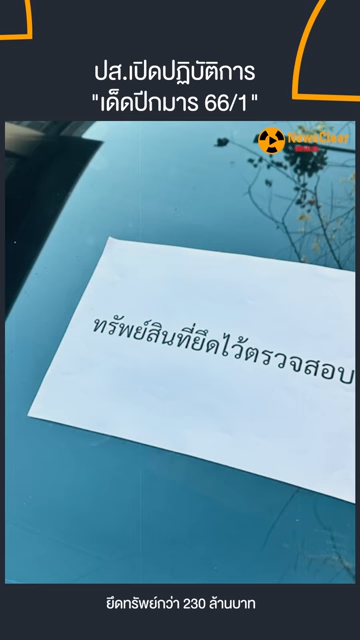 ปส.เปิดปฏิบัติการ
"เด็ดปีกมาร 66/1"
NewsClear
ทรัพย์สินที่ยึดไว้ตรวจสอบ
ยึดทรัพย์กว่า 230 ล้านบาท